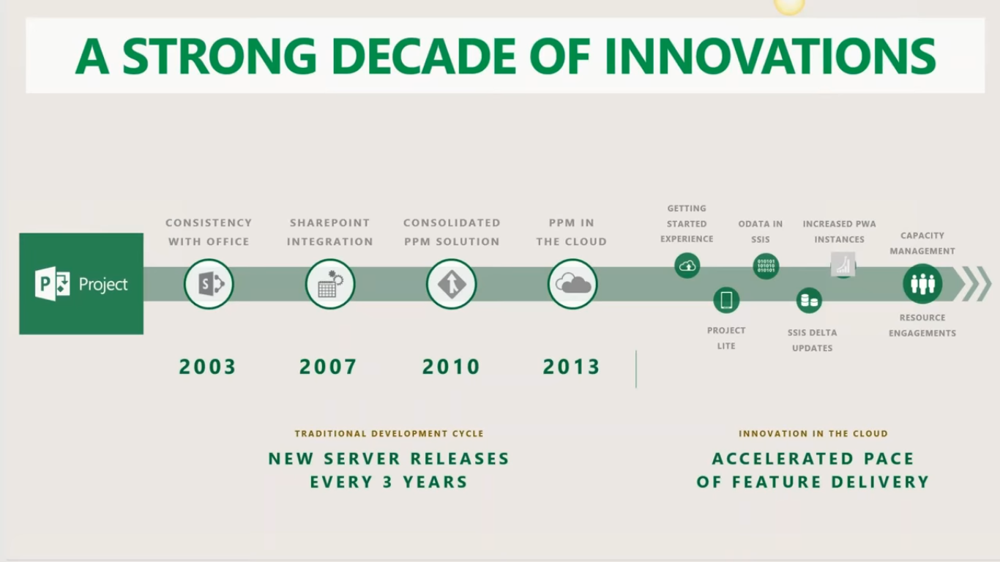 A STRONG DECADE OF INNOVATIONS
P
Project
CONSISTENCY
WITH OFFICE
S
2003
SHAREPOINT
INTEGRATION
2007
CONSOLIDATED
PPM SOLUTION
2010
PPM IN
THE CLOUD
2013
GETTING
STARTED
EXPERIENCE
PROJECT
LITE
ODATA IN
SSIS
010101
101010
010101
SSIS DELTA
UPDATES
INCREASED PWA
INSTANCES
CAPACITY
MANAGEMENT
RESOURCE
ENGAGEMENTS
TRADITIONAL DEVELOPMENT CYCLE
NEW SERVER RELEASES
EVERY 3 YEARS
INNOVATION IN THE CLOUD
ACCELERATED PACE
OF FEATURE DELIVERY